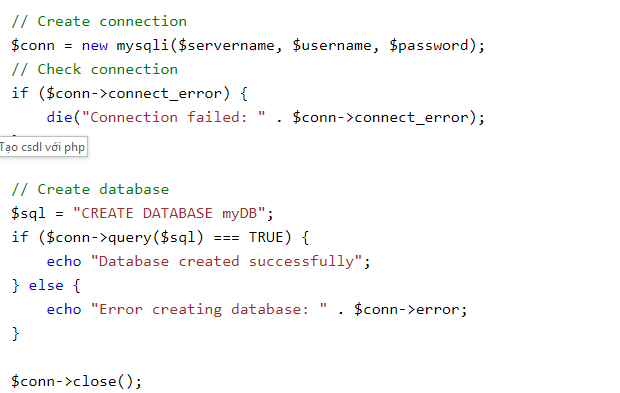 // Create connection
$conn = new mysqli($servername, $username, $password);
// Check connection
if ($conn->connect_error) {
    die("Connection failed: " . $conn->connect_error);
Tạo csdl với php
// Create database
$sql = "CREATE DATABASE myDB";
if ($conn->query($sql) === TRUE) {
    echo "Database created successfully";
} else {
    echo "Error creating database: " . $conn->error;
}
$conn->close();